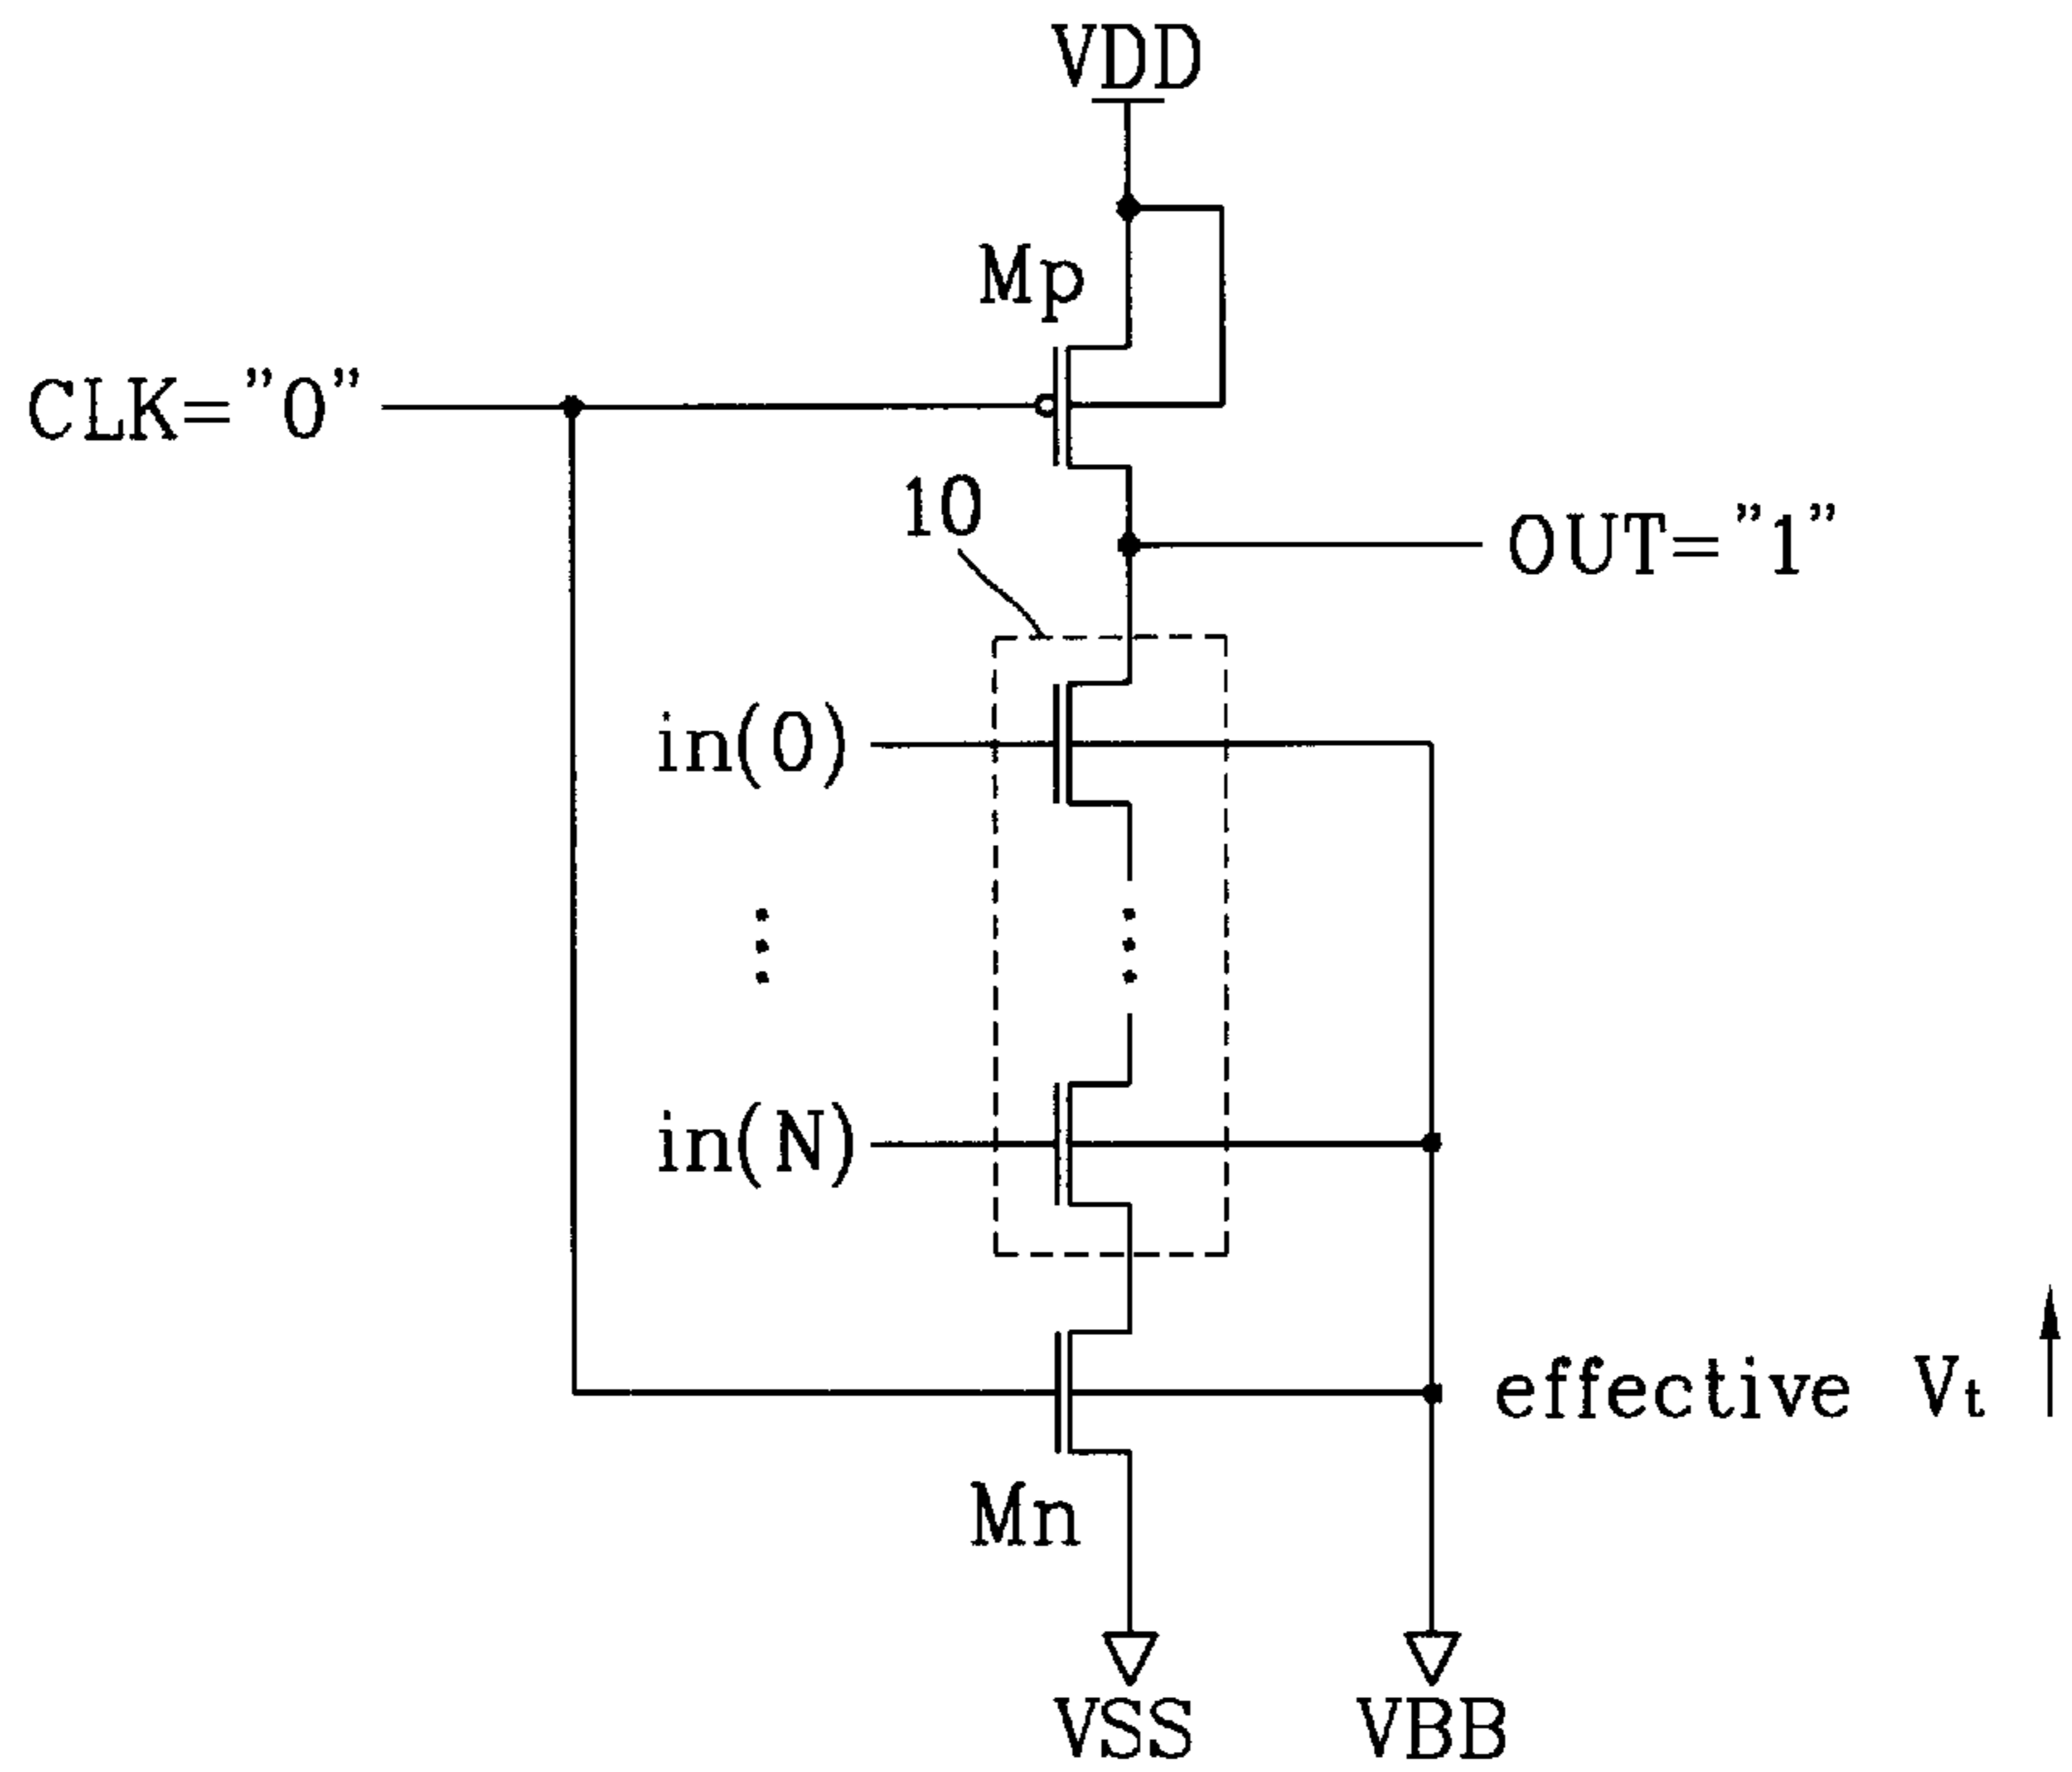 VDD
Mp
CLK="0"
10
OUT="1"
in(0)
in(N)
effective Vt
Mn
VSS
VBB